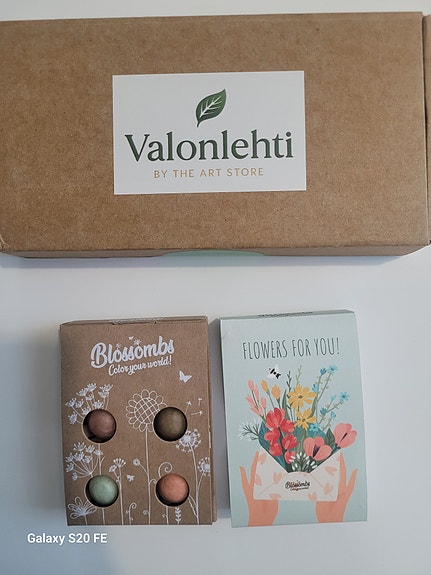 Valonlehti
BY THE ART STORE
Blossombs
Color your world!
FLOWERS FOR YOU!
Blossombs
Galaxy S20 FE